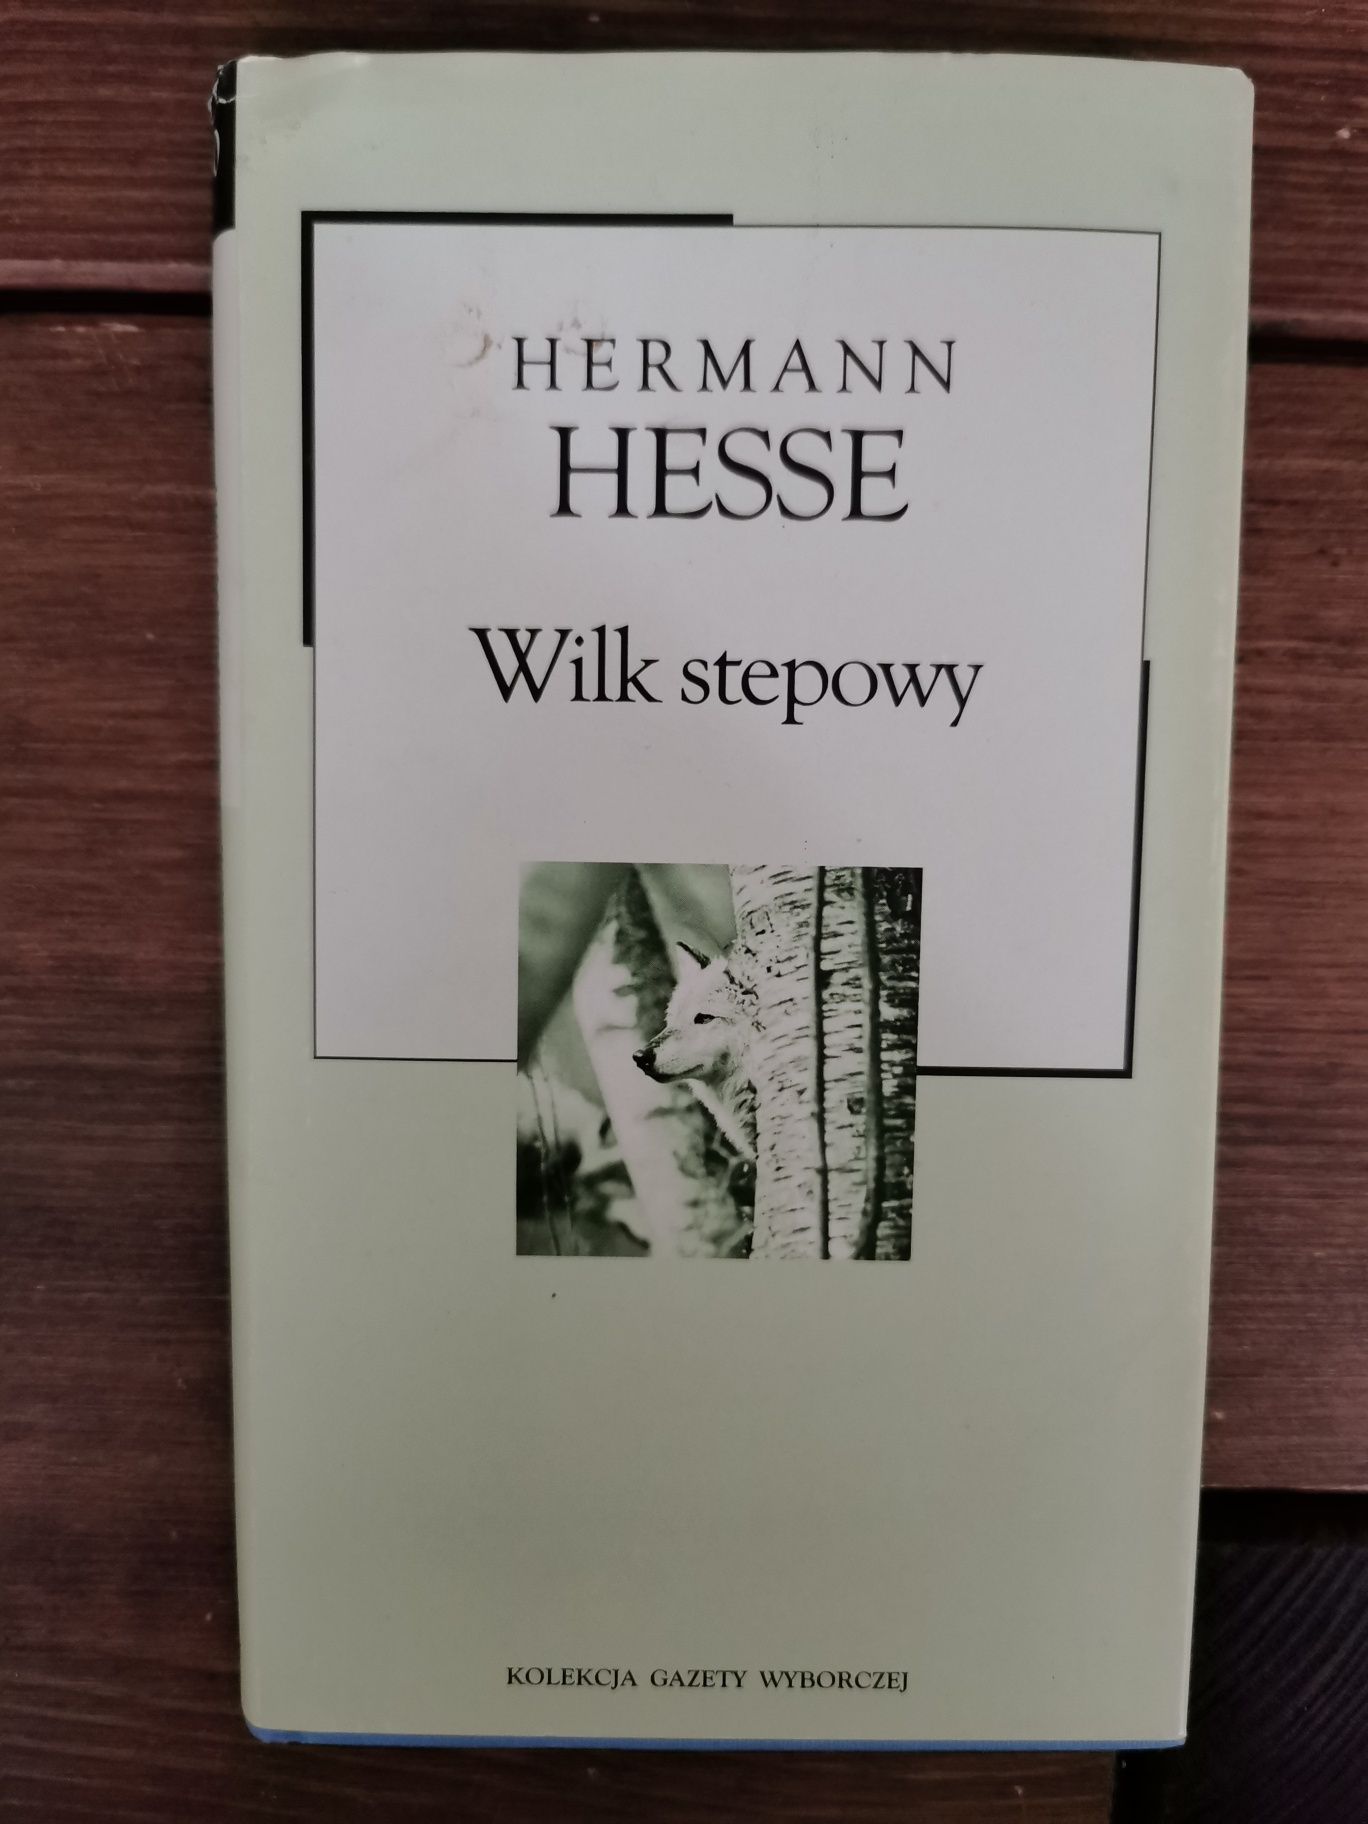 HERMANN
HESSE
Wilk stepowy
KOLEKCJA GAZETY WYBORCZEJ